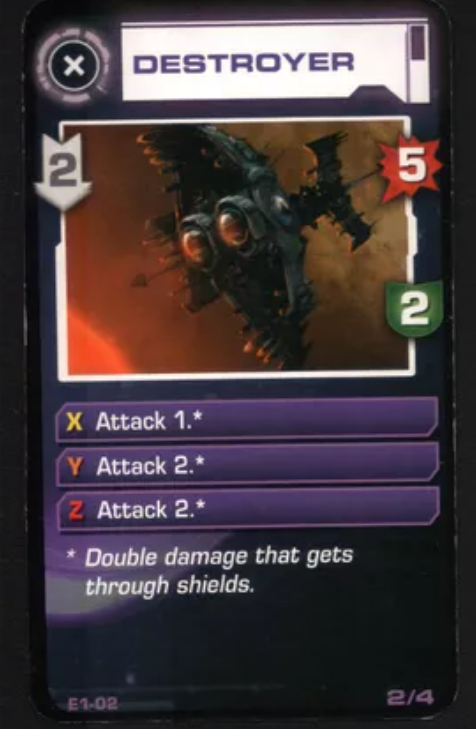 X DESTROYER
2
5
2
X Attack 1.*
Y Attack 2.*
Z Attack 2.*
* Double damage that gets
through shields.
E1-02 2/4